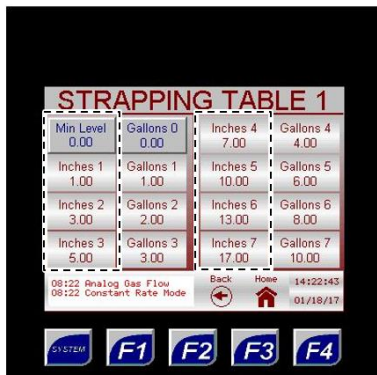 STRAPPING TABLE 1
Min Level
0.00
Gallons 0
0.00
Inches 4
7.00
Gallons 4
4.00
Inches 1
1.00
Gallons 1
1.00
Inches 5
10.00
Gallons 5
6.00
Inches 2
3.00
Gallons 2
2.00
Inches 6
13.00
Gallons 6
8.00
Inches 3
5.00
Gallons 3
3.00
Inches 7
17.00
Gallons 7
10.00
08:22 Analog Gas Flow
08:22 Constant Rate Mode
Back
Home
14:22:43
01/18/17
SYSTEM
F1
F2
F3
F4